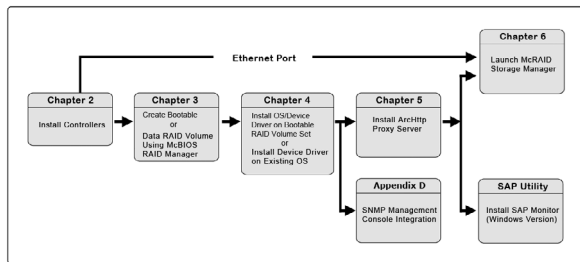 Chapter 6
Launch McRAID
Storage Manager
Ethernet Port
Chapter 2
Install Controllers
Chapter 3
Create Bootable
or
Data RAID Volume
Using McBIOS
RAID Manager
Chapter 4
Install OS/Device
Driver on Bootable
RAID Volume Set
or
Install Device Driver
on Existing OS
Chapter 5
Install ArcHttp
Proxy Server
Appendix D
SNMP Management
Console Integration
SAP Utility
Install SAP Monitor
(Windows Version)